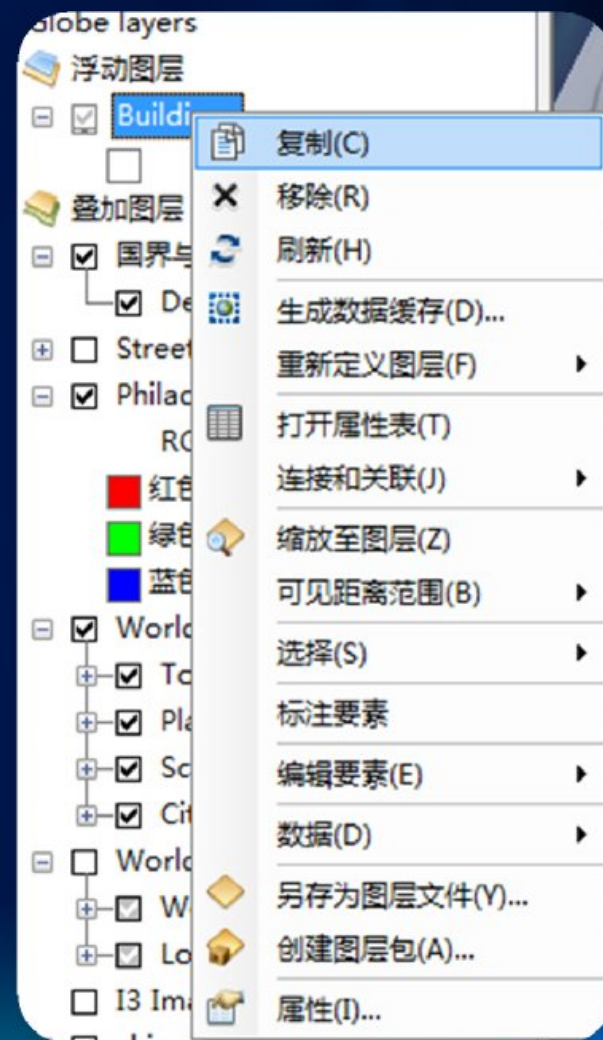 Globe layers
浮动图层
Buildi
复制(C)
移除(R)
叠加图层
国界与
刷新(H)
De
生成数据缓存(D)...
Street
重新定义图层(F)
Philad
打开属性表(T)
RG
连接和关联(J)
红色
绿色
缩放至图层(Z)
蓝色
可见距离范围(B)
World
选择(S)
To
Pla
标注要素
Sc
编辑要素(E)
Cit
数据(D)
World
另存为图层文件(Y)...
W
Lo
创建图层包(A)...
I3 Ima
属性(I)...